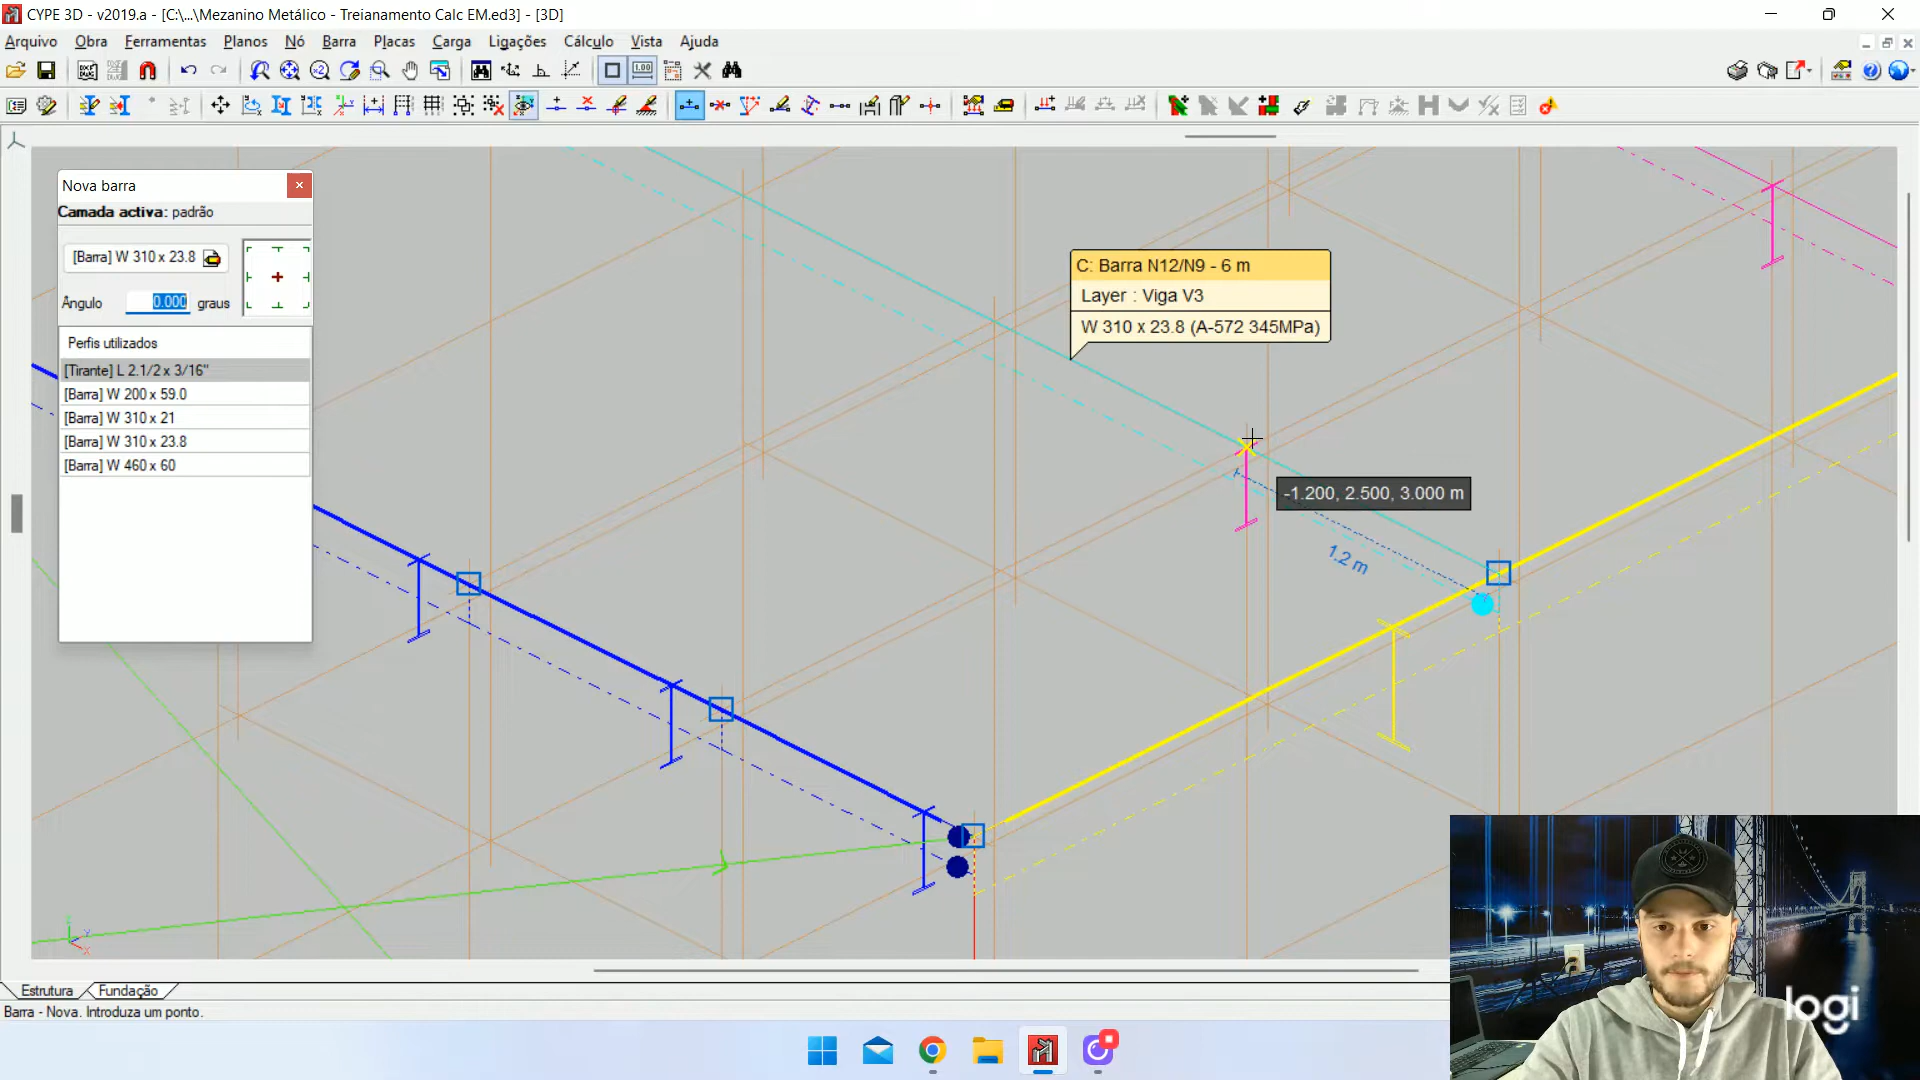 CYPE 3D - v2019.a - [C:\...\Mezanino Metálico - Treianamento Calc EM.ed3] - [3D]
Arquivo Obra Ferramentas Planos Nó Barra Placas Carga Ligações Cálculo Vista Ajuda
Nova barra
Camada activa: padrão
[Barra] W 310 x 23.8
Ângulo 0.000 graus
Perfis utilizados
[Tirante] L 2.1/2 x 3/16"
[Barra] W 200 x 59.0
[Barra] W 310 x 21
[Barra] W 310 x 23.8
[Barra] W 460 x 60
C: Barra N12/N9 - 6 m
Layer : Viga V3
W 310 x 23.8 (A-572 345MPa)
-1.200, 2.500, 3.000 m
1.2 m
Estrutura Fundação
Barra - Nova. Introduza um ponto.
logi